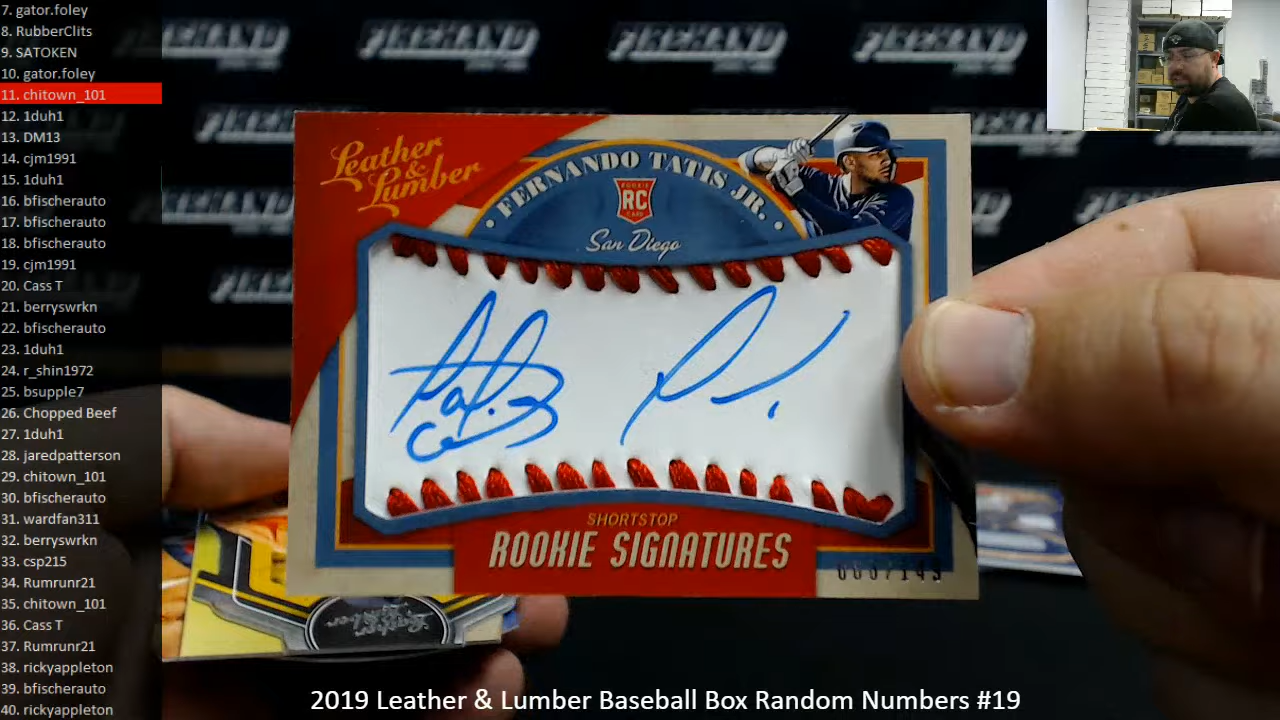 7. gator.foley
8. RubberClits
9. SATOKEN
10. gator.foley
11. chitown_101
12. 1duh1
13. DM13
14. cjm1991
15. 1duh1
16. bfischerauto
17. bfischerauto
18. bfischerauto
19. cjm1991
20. Cass T
21. berryswrkn
22. bfischerauto
23. 1duh1
24. r_shin1972
25. bsupple7
26. Chopped Beef
27. 1duh1
28. jaredpatterson
29. chitown_101
30. bfischerauto
31. wardfan311
32. berryswrkn
33. csp215
34. Rumrunr21
35. chitown_101
36. Cass T
37. Rumrunr21
38. rickyappleton
39. bfischerauto
40. rickyappleton
Leather
&
Lumber
FERNANDO TATIS JR.
ROOKIE
RC
San Diego
SHORTSTOP
ROOKIE SIGNATURES
2019 Leather & Lumber Baseball Box Random Numbers #19